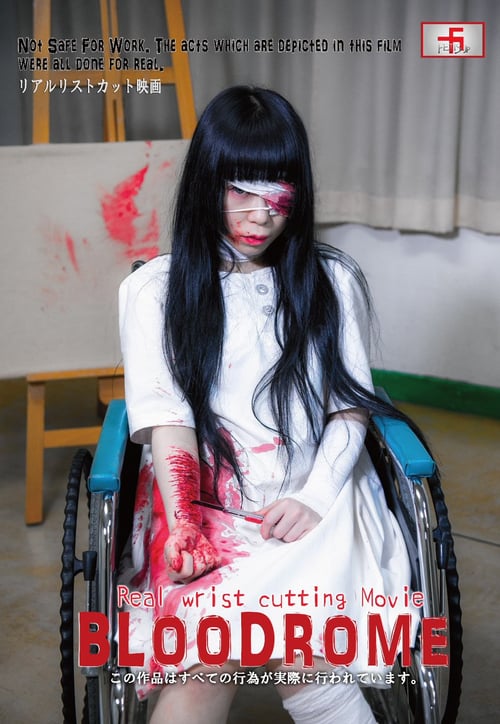 Not Safe For Work. The acts which are depicted in this film
were all done for real.
リアルリストカット映画
Real wrist cutting Movie
BLOODROME
この作品はすべての行為が実際に行われています。